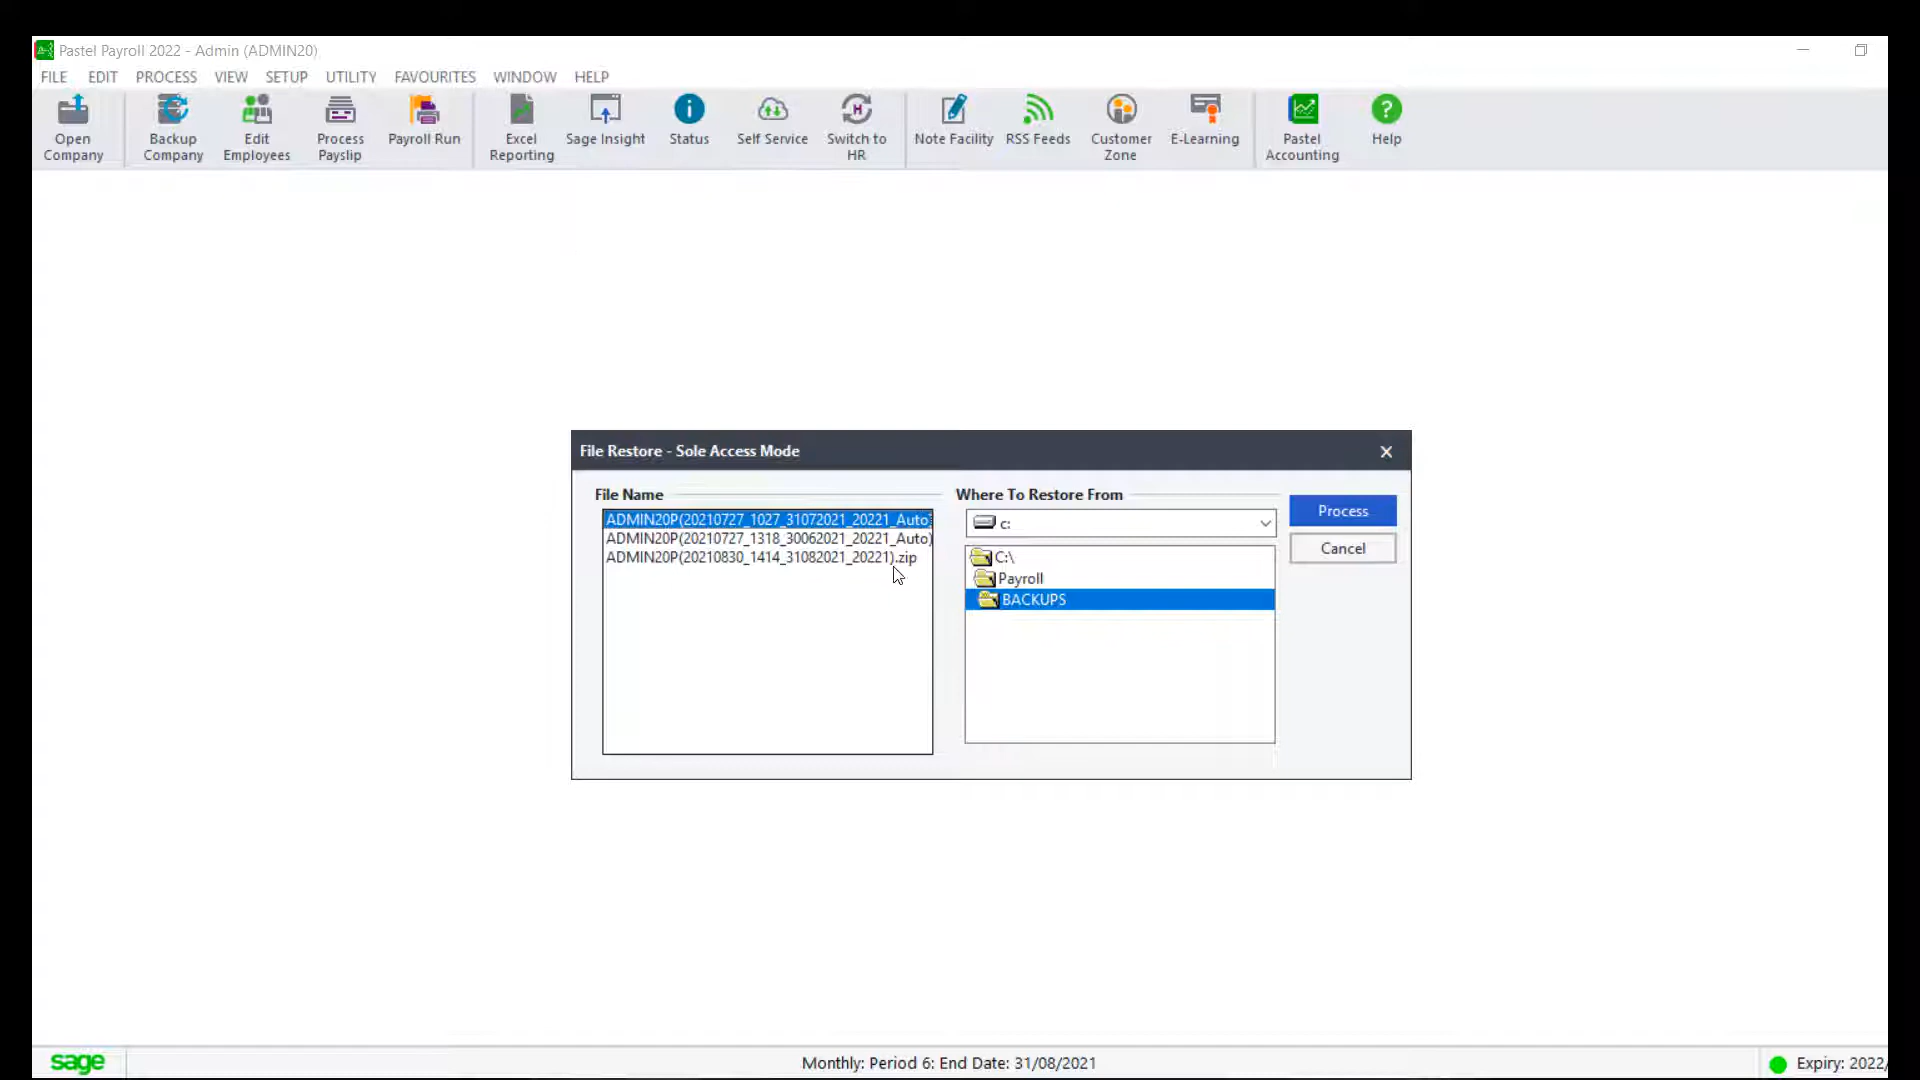 Pastel Payroll 2022 - Admin (ADMIN20)
FILE EDIT PROCESS VIEW SETUP UTILITY FAVOURITES WINDOW HELP
Open Company
Backup Company
Edit Employees
Process Payslip
Payroll Run
Excel Reporting
Sage Insight
Status
Self Service
Switch to HR
Note Facility
RSS Feeds
Customer Zone
E-Learning
Pastel Accounting
Help
File Restore - Sole Access Mode
File Name
ADMIN20P(20210727_1027_31072021_20221_Auto)
ADMIN20P(20210727_1318_30062021_20221_Auto)
ADMIN20P(20210830_1414_31082021_20221).zip
Where To Restore From
c:
C:\
Payroll
BACKUPS
Process
Cancel
sage
Monthly: Period 6: End Date: 31/08/2021
Expiry: 2022/